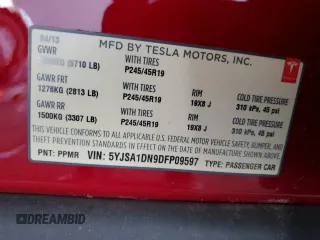 04/13
MFD BY TESLA MOTORS, INC.
GVWR
(5710 LB)
WITH TIRES
P245/45R19
TESLA
GAWR FRT
1276KG (2813 LB)
WITH TIRES
P245/45R19
RIM
19X8 J
COLD TIRE PRESSURE
310 kPa, 45 psi
GAWR RR
1500KG (3307 LB)
WITH TIRES
P245/45R19
RIM
19X8 J
COLD TIRE PRESSURE
310 kPa, 45 psi
THIS VEHICLE CONFORMS TO ALL APPLICABLE U.S. FEDERAL MOTOR VEHICLE SAFETY,
BUMPER, AND THEFT PREVENTION STANDARDS IN EFFECT ON THE DATE OF MANUFACTURE
SHOWN ABOVE.
PNT: PPMR
VIN: 5YJSA1DN9DFP09597
TYPE: PASSENGER CAR
DREAMBID